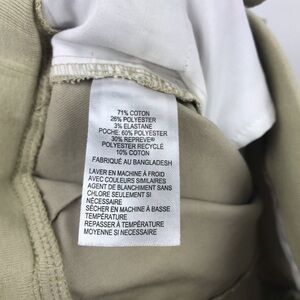 71% COTON
26% POLYESTER
3% ELASTANE
POCHE: 60% POLYESTER
30% REPREVE®
POLYESTER RECYCLÉ
10% COTON
FABRIQUÉ AU BANGLADESH
LAVER EN MACHINE À FROID
AVEC COULEURS SIMILAIRES
AGENT DE BLANCHIMENT SANS
CHLORE SEULEMENT SI
NÉCESSAIRE
SÉCHER EN MACHINE À BASSE
TEMPÉRATURE
REPASSER À TEMPÉRATURE
MOYENNE SI NECESSAIRE